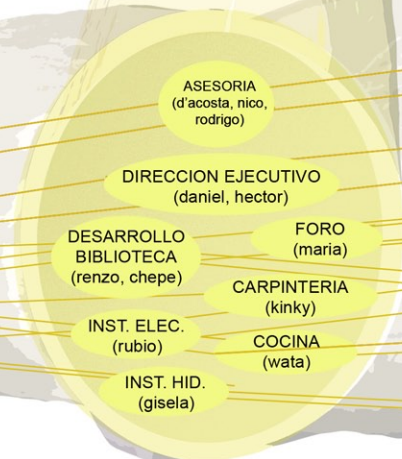 ASESORIA
(d'acosta, nico,
rodrigo)
DIRECCION EJECUTIVO
(daniel, hector)
FORO
(maria)
DESARROLLO
BIBLIOTECA
(renzo, chepe)
CARPINTERIA
(kinky)
INST. ELEC.
(rubio)
COCINA
(wata)
INST. HID.
(gisela)